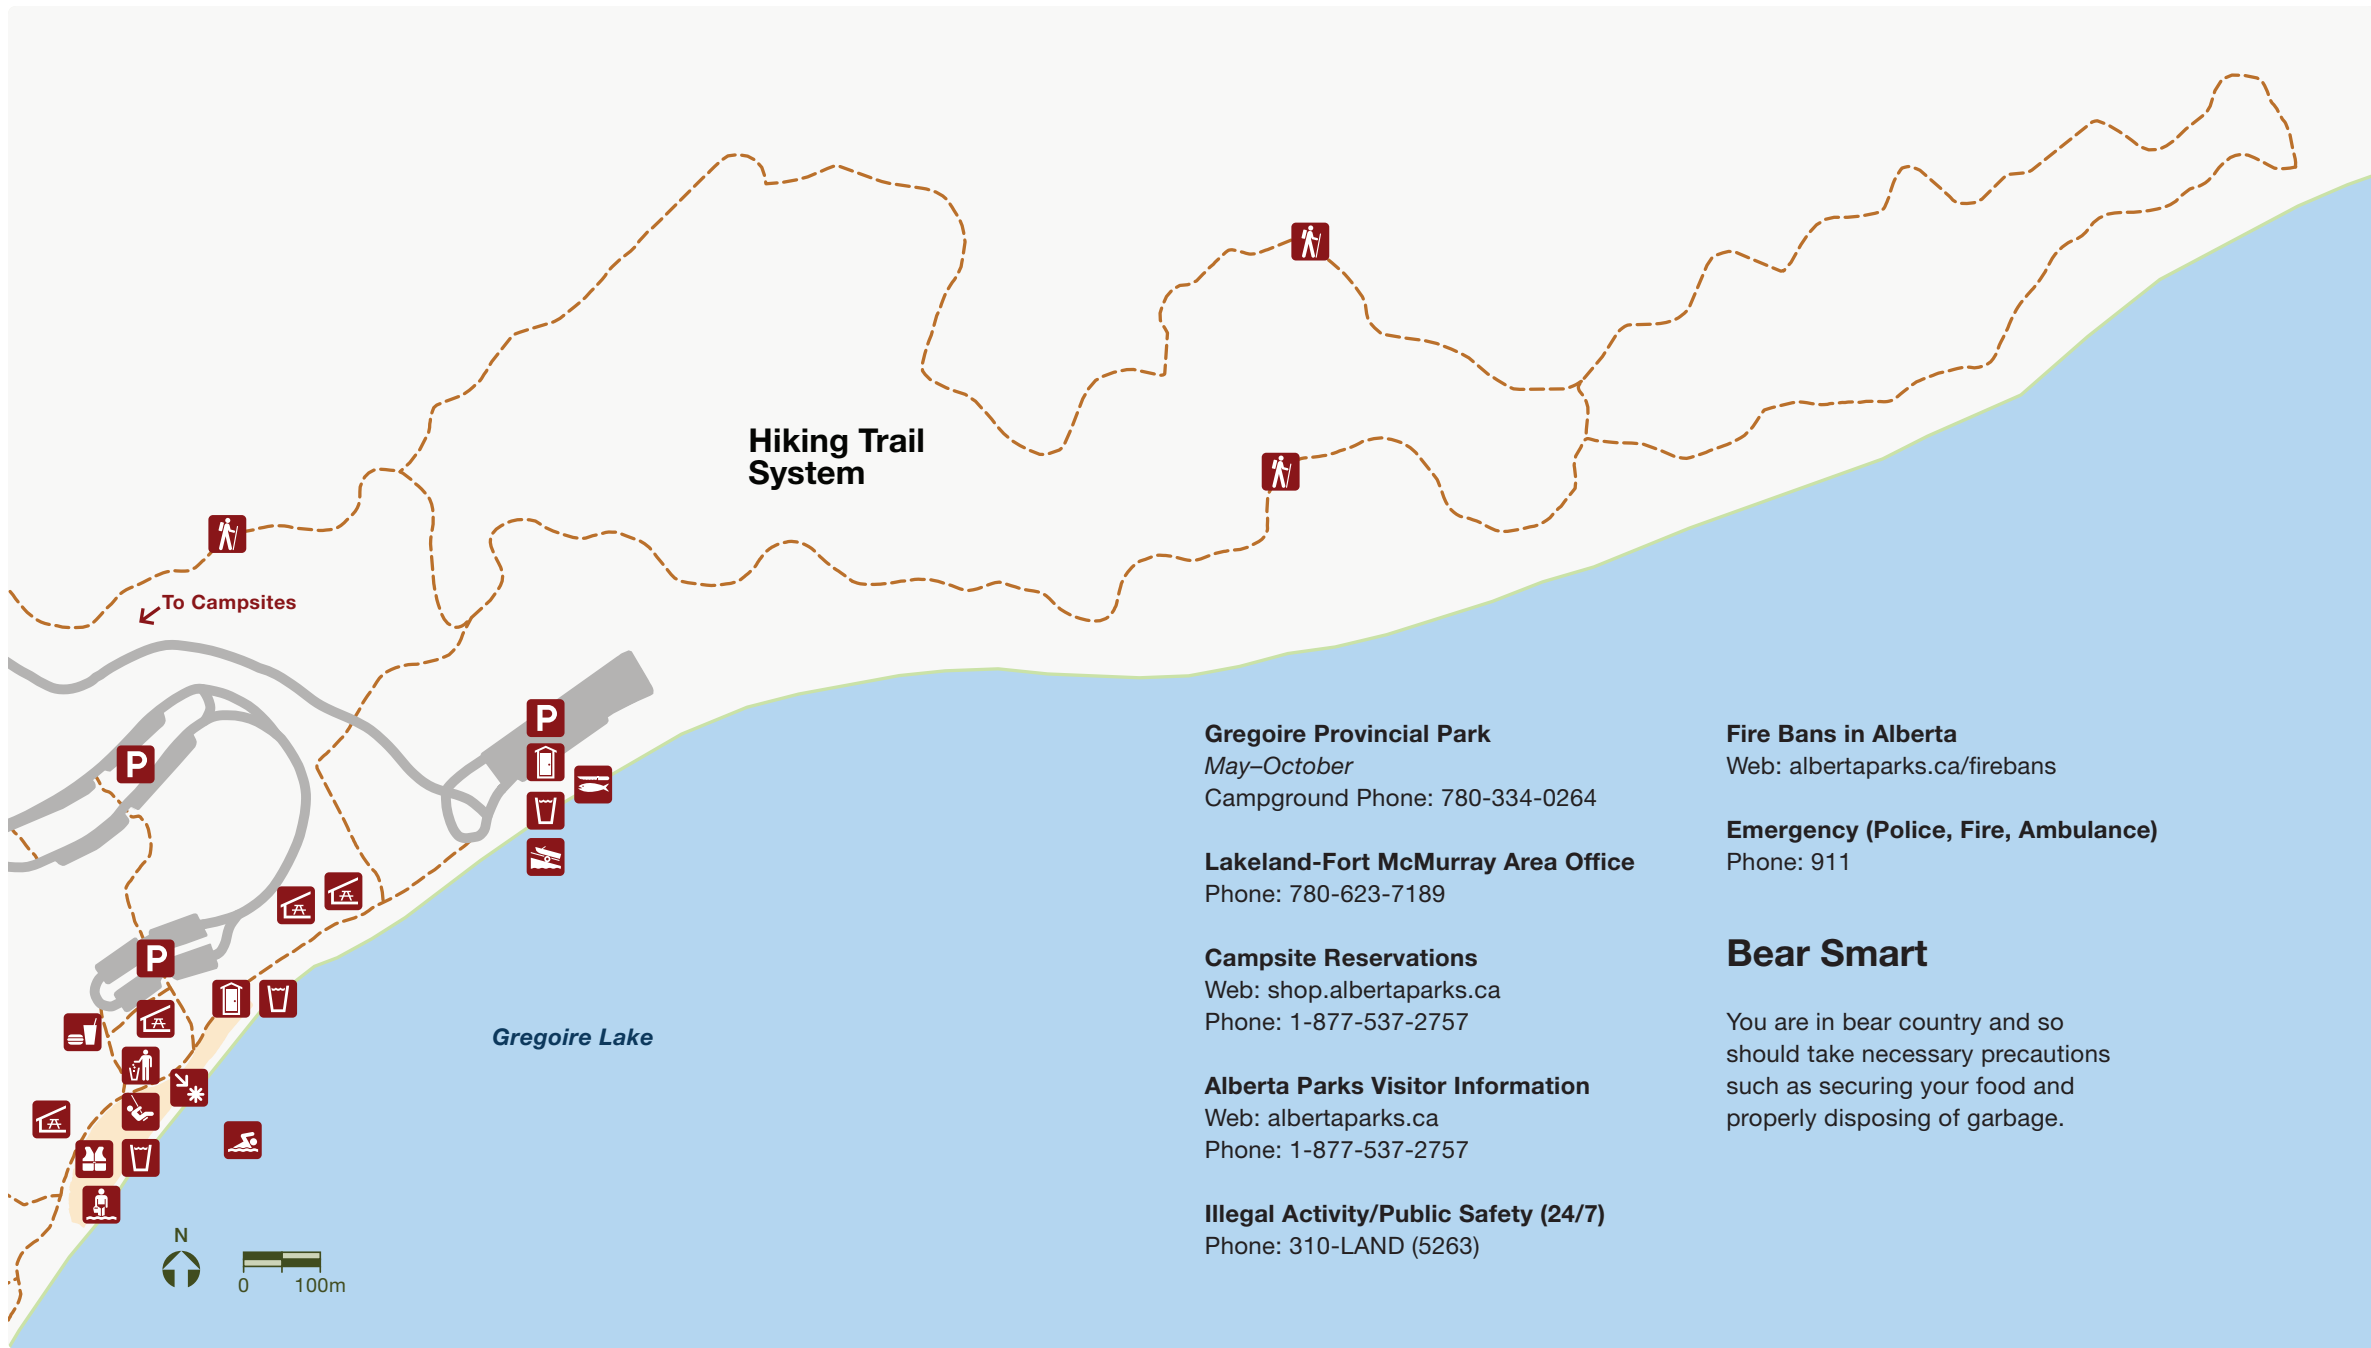 Hiking Trail
System
To Campsites
P
P
P
Gregoire Lake
N
0 100m
Gregoire Provincial Park
May–October
Campground Phone: 780-334-0264
Lakeland-Fort McMurray Area Office
Phone: 780-623-7189
Campsite Reservations
Web: shop.albertaparks.ca
Phone: 1-877-537-2757
Alberta Parks Visitor Information
Web: albertaparks.ca
Phone: 1-877-537-2757
Illegal Activity/Public Safety (24/7)
Phone: 310-LAND (5263)
Fire Bans in Alberta
Web: albertaparks.ca/firebans
Emergency (Police, Fire, Ambulance)
Phone: 911
Bear Smart
You are in bear country and so
should take necessary precautions
such as securing your food and
properly disposing of garbage.